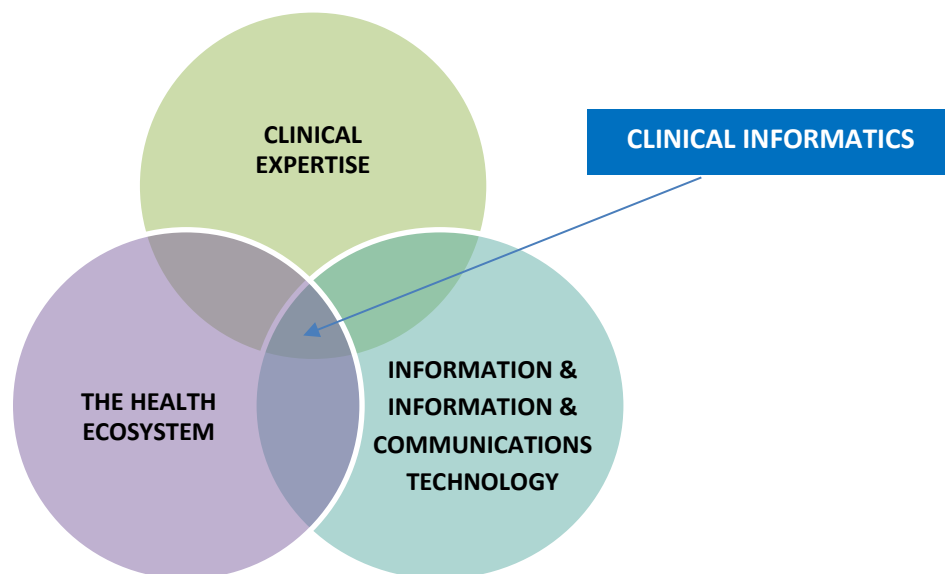 CLINICAL
EXPERTISE
CLINICAL INFORMATICS
THE HEALTH
ECOSYSTEM
INFORMATION &
INFORMATION &
COMMUNICATIONS
TECHNOLOGY